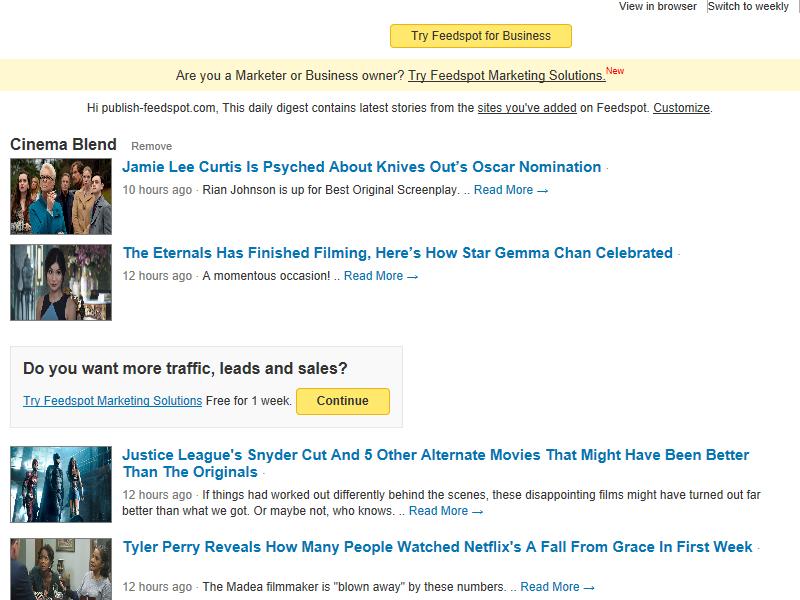 View in browser Switch to weekly
Try Feedspot for Business
Are you a Marketer or Business owner? Try Feedspot Marketing Solutions. New
Hi publish-feedspot.com, This daily digest contains latest stories from the sites you've added on Feedspot. Customize.
Cinema Blend Remove
Jamie Lee Curtis Is Psyched About Knives Out’s Oscar Nomination ·
10 hours ago · Rian Johnson is up for Best Original Screenplay. .. Read More →
The Eternals Has Finished Filming, Here’s How Star Gemma Chan Celebrated ·
12 hours ago · A momentous occasion! .. Read More →
Do you want more traffic, leads and sales?
Try Feedspot Marketing Solutions Free for 1 week. Continue
Justice League's Snyder Cut And 5 Other Alternate Movies That Might Have Been Better
Than The Originals ·
12 hours ago · If things had worked out differently behind the scenes, these disappointing films might have turned out far
better than what we got. Or maybe not, who knows. .. Read More →
Tyler Perry Reveals How Many People Watched Netflix's A Fall From Grace In First Week ·
12 hours ago · The Madea filmmaker is "blown away" by these numbers. .. Read More →